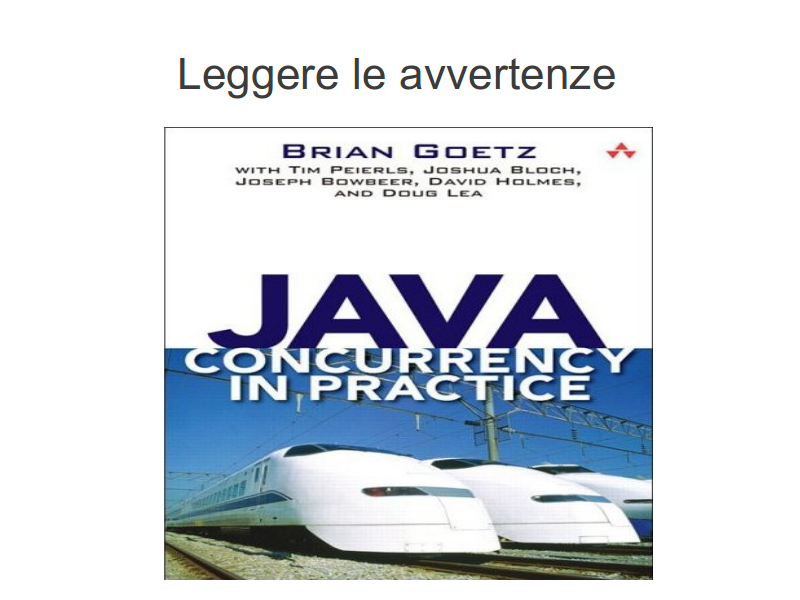 Leggere le avvertenze
BRIAN GOETZ
WITH TIM PEIERLS, JOSHUA BLOCH,
JOSEPH BOWBEER, DAVID HOLMES,
AND DOUG LEA
JAVA
CONCURRENCY
IN PRACTICE